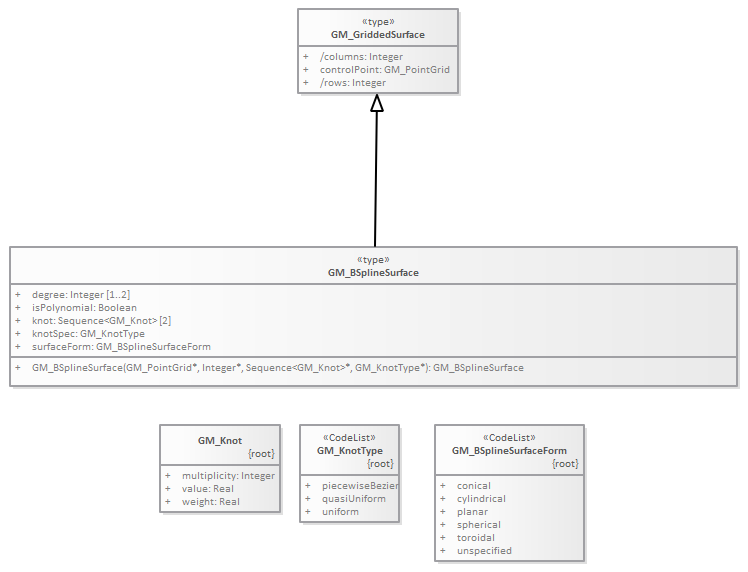 «type»
GM_GriddedSurface
+ /columns: Integer
+ controlPoint: GM_PointGrid
+ /rows: Integer
«type»
GM_BSplineSurface
+ degree: Integer [1..2]
+ isPolynomial: Boolean
+ knot: Sequence<GM_Knot> [2]
+ knotSpec: GM_KnotType
+ surfaceForm: GM_BSplineSurfaceForm
+ GM_BSplineSurface(GM_PointGrid*, Integer*, Sequence<GM_Knot>*, GM_KnotType*): GM_BSplineSurface
GM_Knot
{root}
+ multiplicity: Integer
+ value: Real
+ weight: Real
«CodeList»
GM_KnotType
{root}
+ piecewiseBezier
+ quasiUniform
+ uniform
«CodeList»
GM_BSplineSurfaceForm
{root}
+ conical
+ cylindrical
+ planar
+ spherical
+ toroidal
+ unspecified